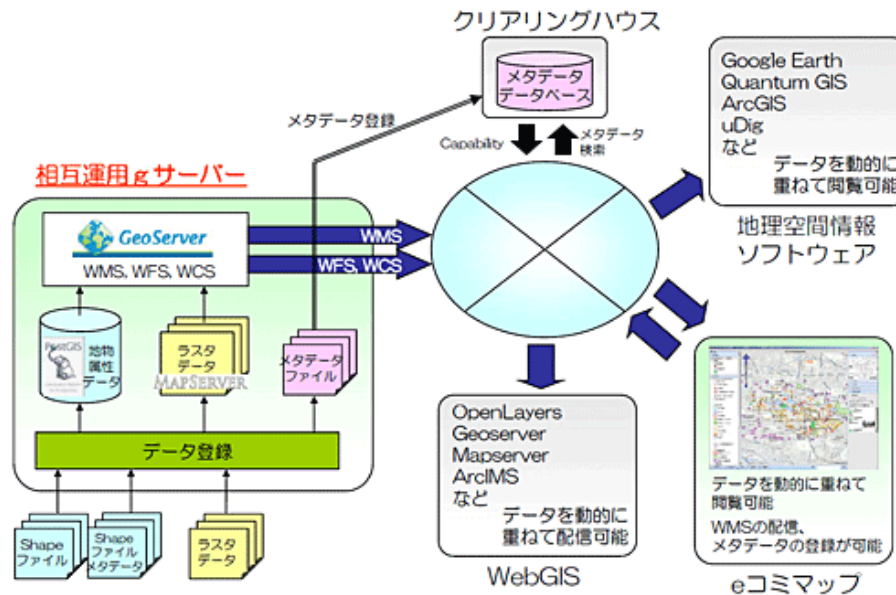 クリアリングハウス
メタデータ
データベース
メタデータ登録
Capability
メタデータ
検索
Google Earth
Quantum GIS
ArcGIS
uDig
など
データを動的に
重ねて閲覧可能
地理空間情報
ソフトウェア
相互運用gサーバー
GeoServer
WMS, WFS, WCS
WMS
WFS, WCS
PostGIS
地物
属性
データ
ラスタ
データ
MAPSERVER
メタデータ
ファイル
データ登録
Shape
ファイル
Shape
ファイル
メタデータ
ラスタ
データ
OpenLayers
Geoserver
Mapserver
ArcIMS
など
データを動的に
重ねて配信可能
WebGIS
データを動的に重ねて
閲覧可能
WMSの配信、
メタデータの登録が可能
eコミマップ